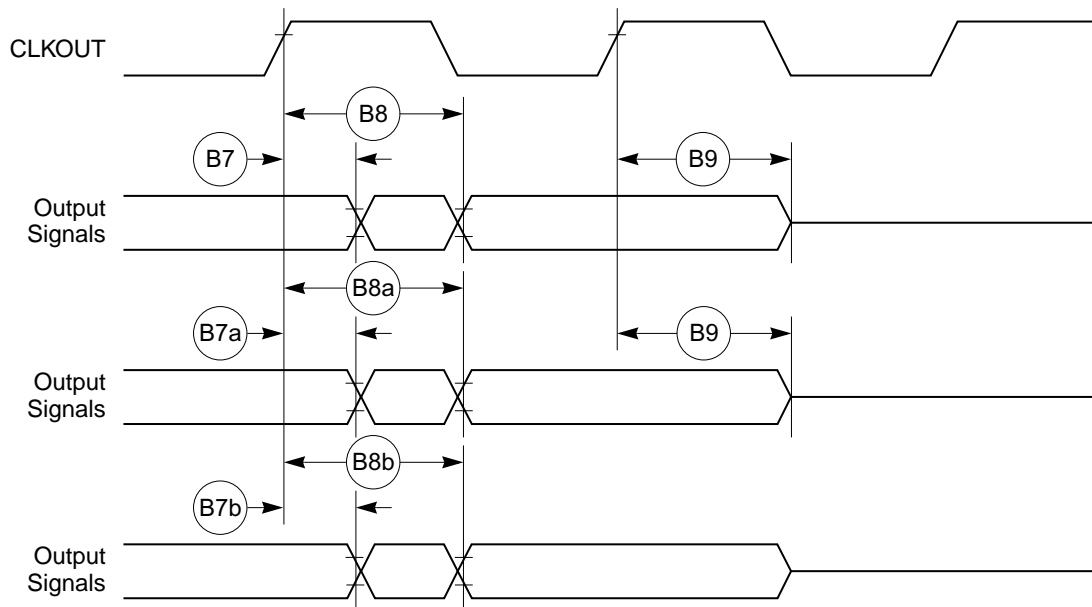 CLKOUT
B8
B7
B9
Output
Signals
B8a
B7a
B9
Output
Signals
B8b
B7b
Output
Signals